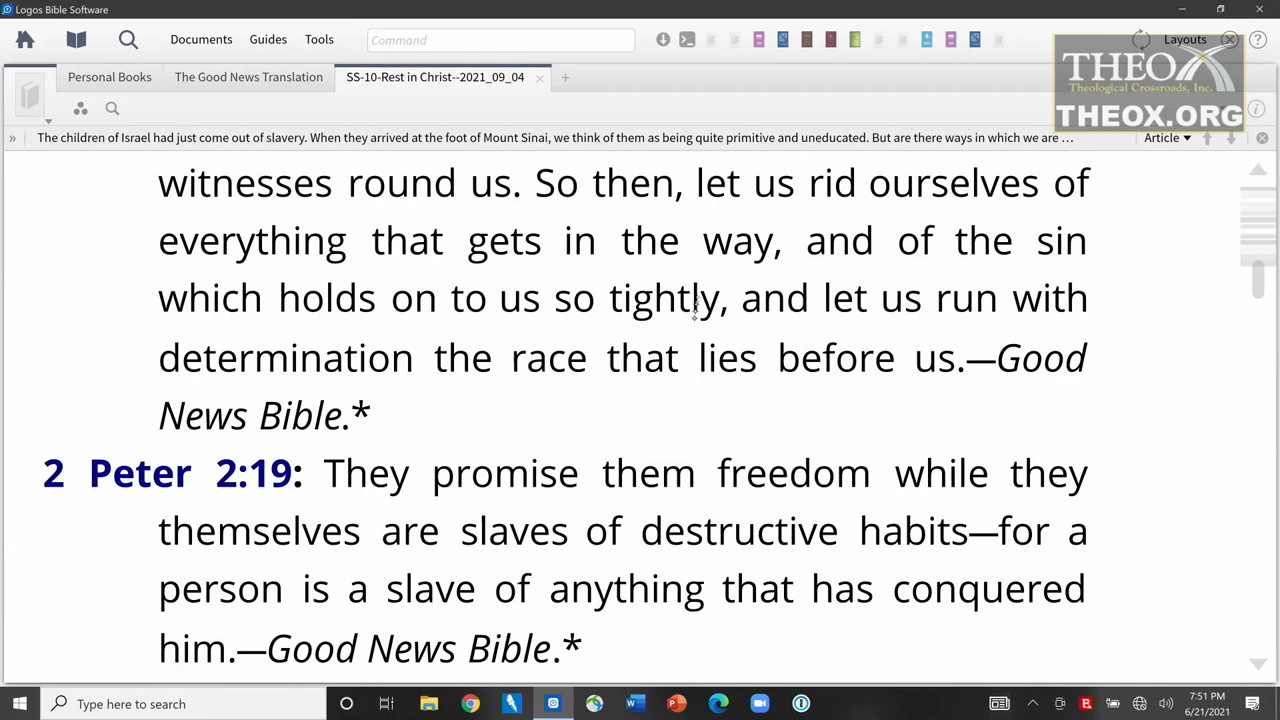 Logos Bible Software
Documents Guides Tools Command Layouts
Personal Books The Good News Translation SS-10-Rest in Christ--2021_09_04
THEOX
Theological Crossroads, Inc.
THEOX.ORG
» The children of Israel had just come out of slavery. When they arrived at the foot of Mount Sinai, we think of them as being quite primitive and uneducated. But are there ways in which we are … Article
witnesses round us. So then, let us rid ourselves of
everything that gets in the way, and of the sin
which holds on to us so tightly, and let us run with
determination the race that lies before us.—Good
News Bible.*
2 Peter 2:19: They promise them freedom while they
themselves are slaves of destructive habits—for a
person is a slave of anything that has conquered
him.—Good News Bible.*
Type here to search
7:51 PM
6/21/2021